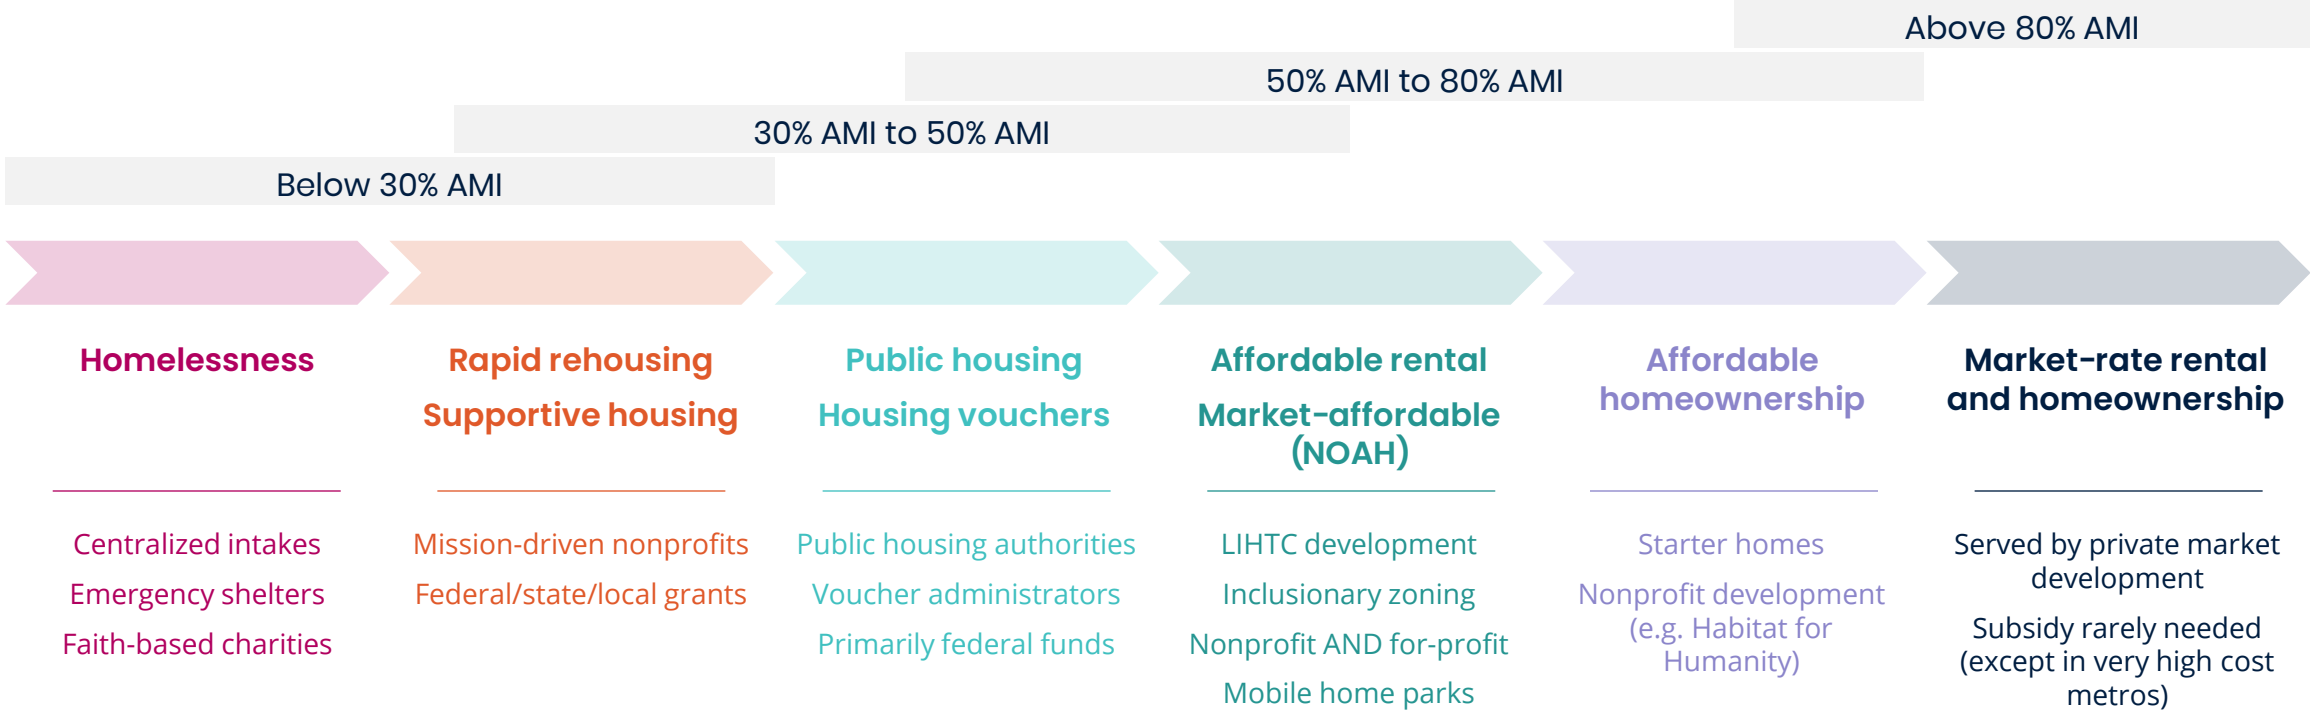 Above 80% AMI
50% AMI to 80% AMI
30% AMI to 50% AMI
Below 30% AMI
Homelessness
Centralized intakes
Emergency shelters
Faith-based charities
Rapid rehousing
Supportive housing
Mission-driven nonprofits
Federal/state/local grants
Public housing
Housing vouchers
Public housing authorities
Voucher administrators
Primarily federal funds
Affordable rental
Market-affordable
(NOAH)
LIHTC development
Inclusionary zoning
Nonprofit AND for-profit
Mobile home parks
Affordable
homeownership
Starter homes
Nonprofit development
(e.g. Habitat for
Humanity)
Market-rate rental
and homeownership
Served by private market
development
Subsidy rarely needed
(except in very high cost
metros)